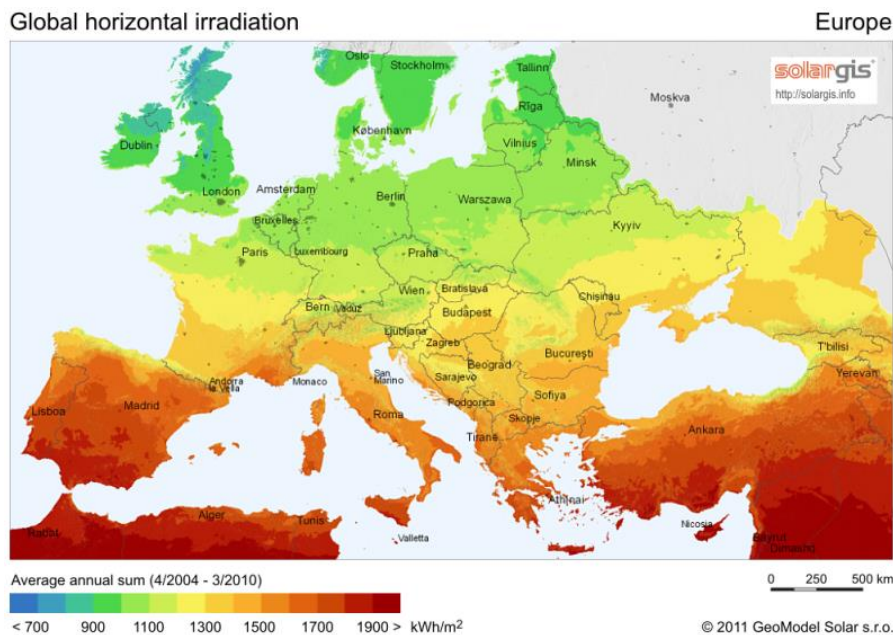 Global horizontal irradiation
Europe
solargis
http://solargis.info
Oslo
Stockholm
Tallinn
Rīga
Moskva
København
Vilnius
Minsk
Dublin
London
Amsterdam
Berlin
Warszawa
Bruxelles
Kyyiv
Paris
Luxembourg
Praha
Wien
Bratislava
Chişinău
Bern
Vaduz
Budapest
Ljubljana
Zagreb
Beograd
Bucureşti
T'bilisi
Yerevan
Andorra
la Vella
Monaco
San
Marino
Sarajevo
Sofiya
Podgorica
Skopje
Lisboa
Madrid
Roma
Tiranë
Ankara
Athínai
Nicosia
Rabat
Alger
Tunis
Valletta
Bayrut
Dimashq
Average annual sum (4/2004 - 3/2010)
0 250 500 km
< 700 900 1100 1300 1500 1700 1900 > kWh/m²
© 2011 GeoModel Solar s.r.o.